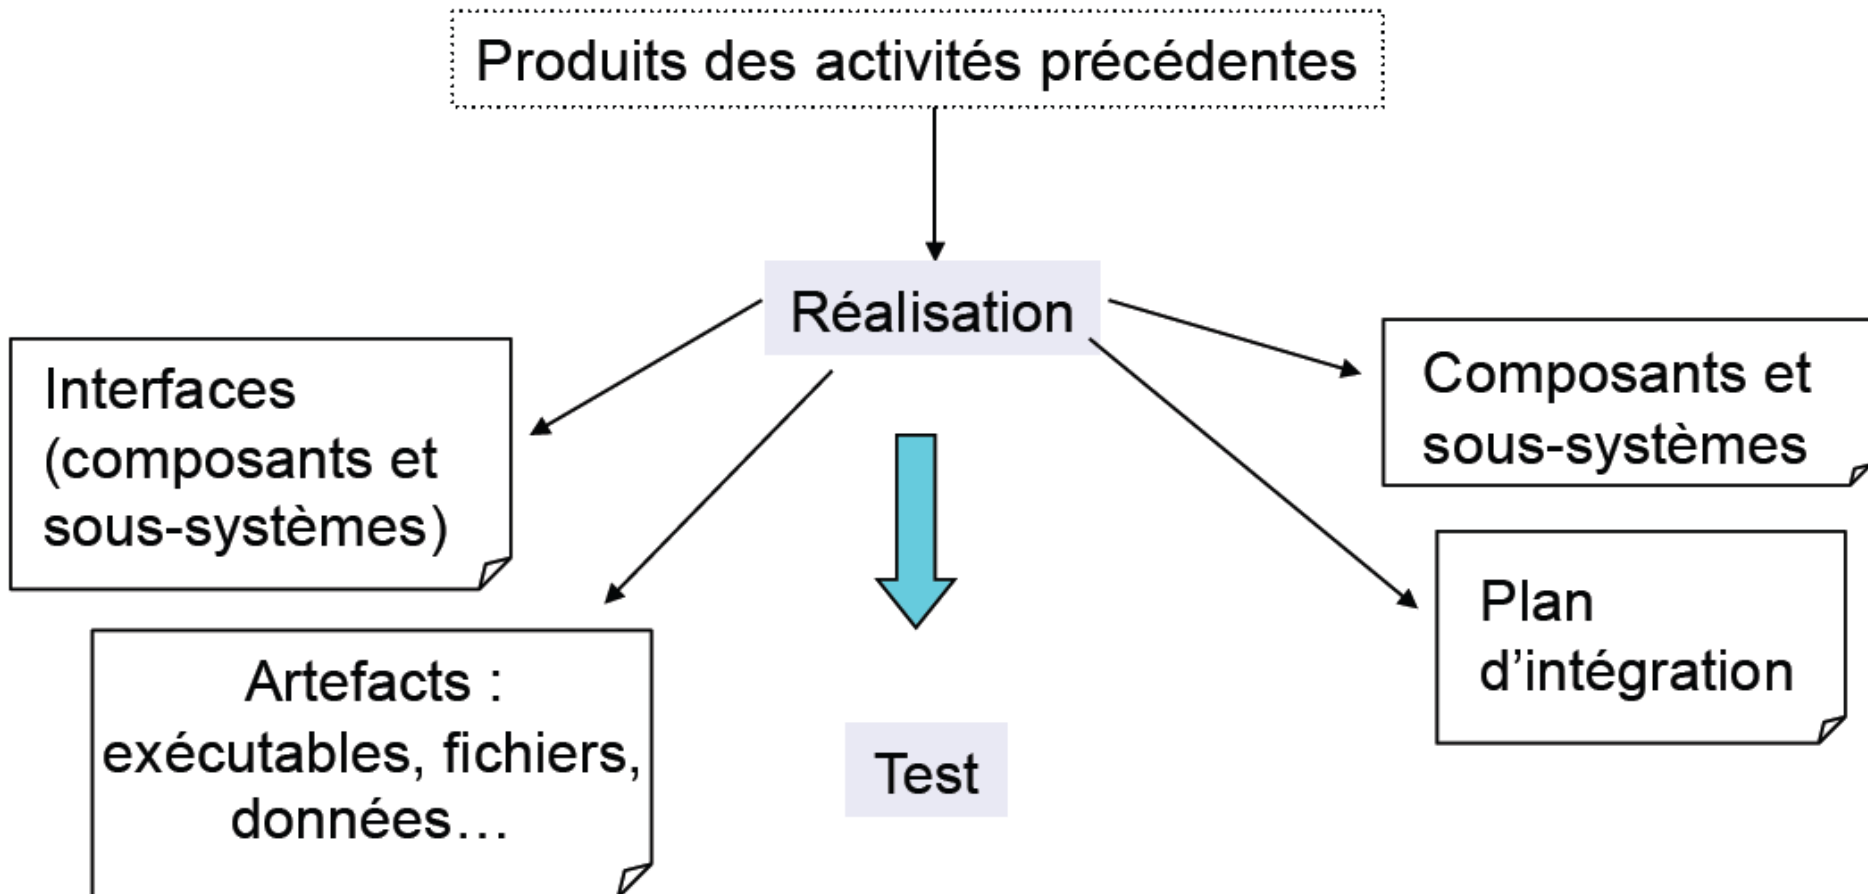 Produits des activités précédentes
Réalisation
Interfaces
(composants et
sous-systèmes)
Composants et
sous-systèmes
Artefacts :
exécutables, fichiers,
données…
Plan
d’intégration
Test